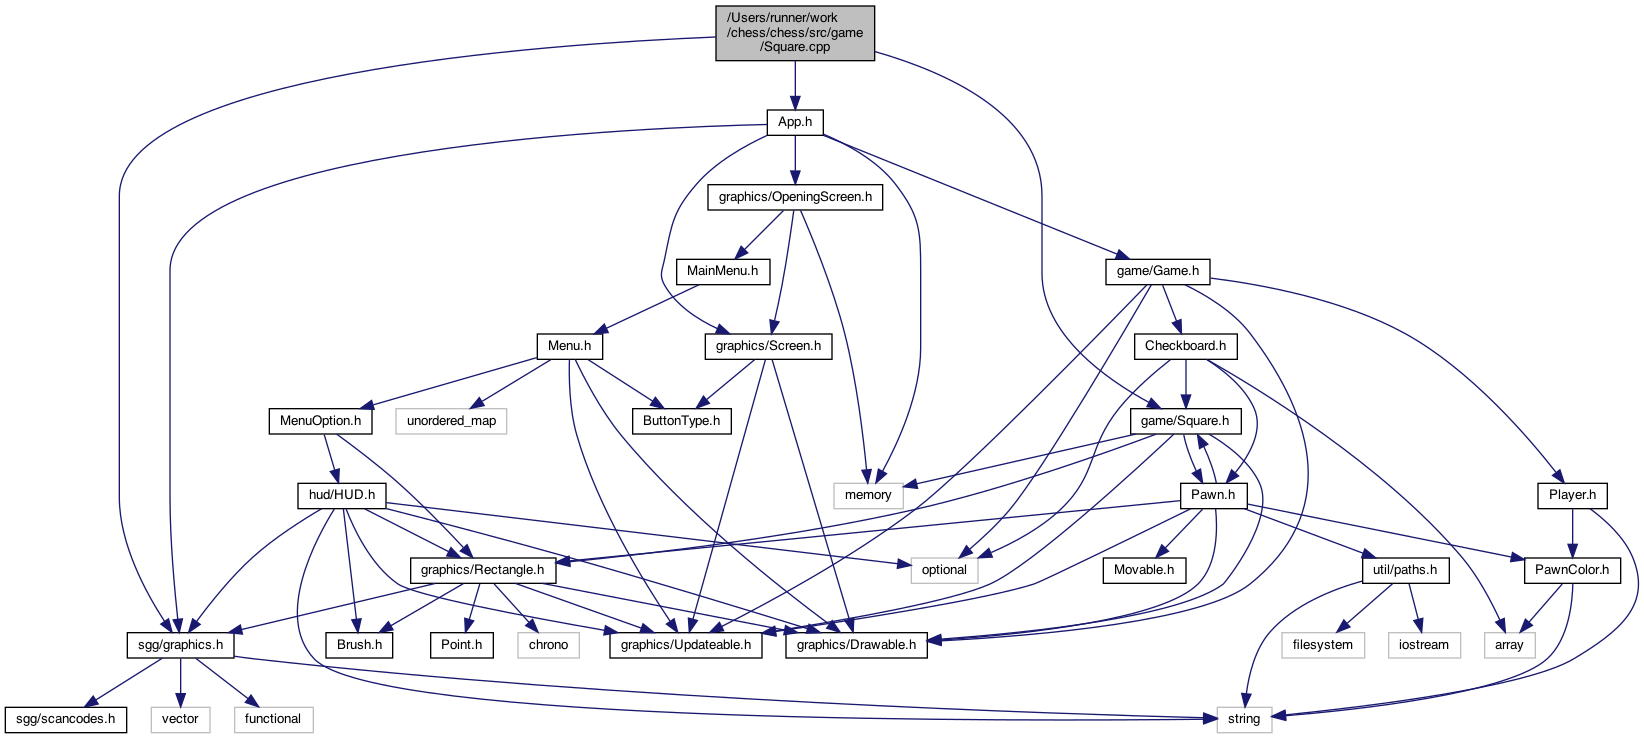 /Users/runner/work
/chess/chess/src/game
/Square.cpp
App.h
graphics/OpeningScreen.h
MainMenu.h
game/Game.h
Menu.h
graphics/Screen.h
Checkboard.h
MenuOption.h
unordered_map
ButtonType.h
game/Square.h
hud/HUD.h
memory
Pawn.h
Player.h
graphics/Rectangle.h
optional
Movable.h
util/paths.h
PawnColor.h
sgg/graphics.h
Brush.h
Point.h
chrono
graphics/Updateable.h
graphics/Drawable.h
filesystem
iostream
array
sgg/scancodes.h
vector
functional
string